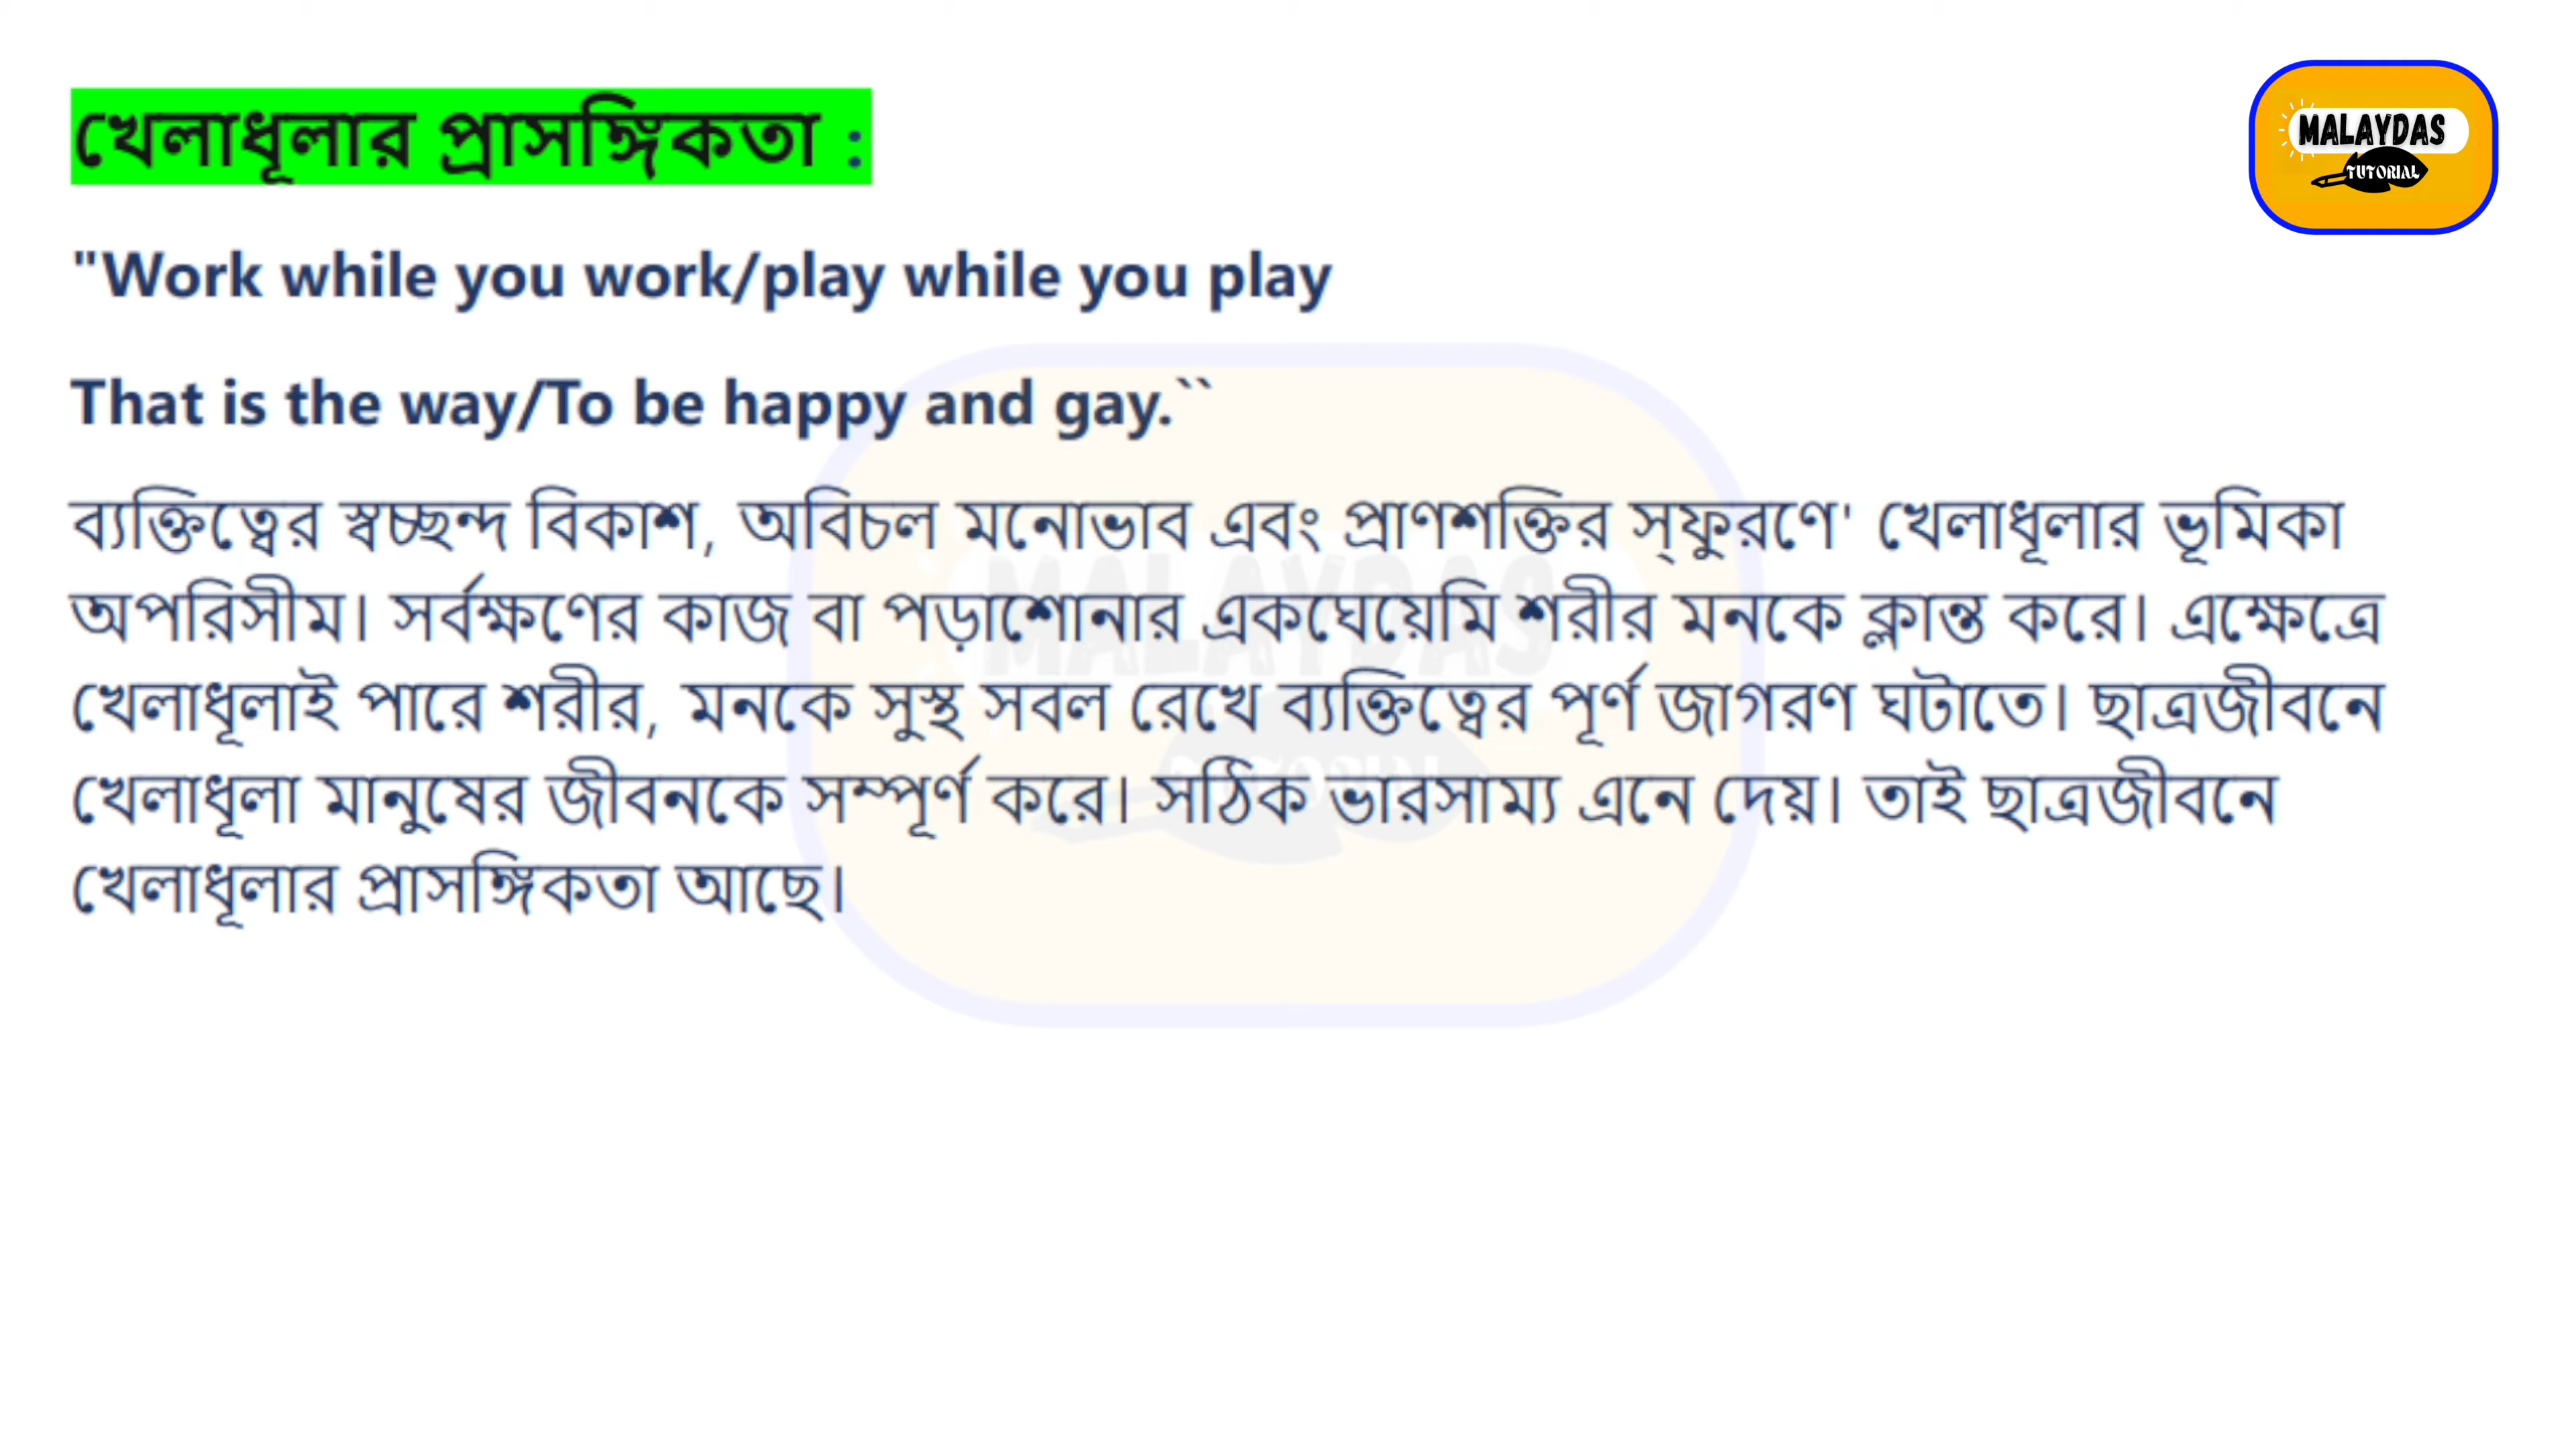 খেলাধূলার প্রাসঙ্গিকতা :
MALAYDAS
TUTORIAL
"Work while you work/play while you play
That is the way/To be happy and gay.``
ব্যক্তিত্বের স্বচ্ছন্দ বিকাশ, অবিচল মনোভাব এবং প্রাণশক্তির স্ফুরণে' খেলাধূলার ভূমিকা
অপরিসীম। সর্বক্ষণের কাজ বা পড়াশোনার একঘেয়েমি শরীর মনকে ক্লান্ত করে। এক্ষেত্রে
খেলাধূলাই পারে শরীর, মনকে সুস্থ সবল রেখে ব্যক্তিত্বের পূর্ণ জাগরণ ঘটাতে। ছাত্রজীবনে
খেলাধূলা মানুষের জীবনকে সম্পূর্ণ করে। সঠিক ভারসাম্য এনে দেয়। তাই ছাত্রজীবনে
খেলাধূলার প্রাসঙ্গিকতা আছে।
MALAYDAS
TUTORIAL